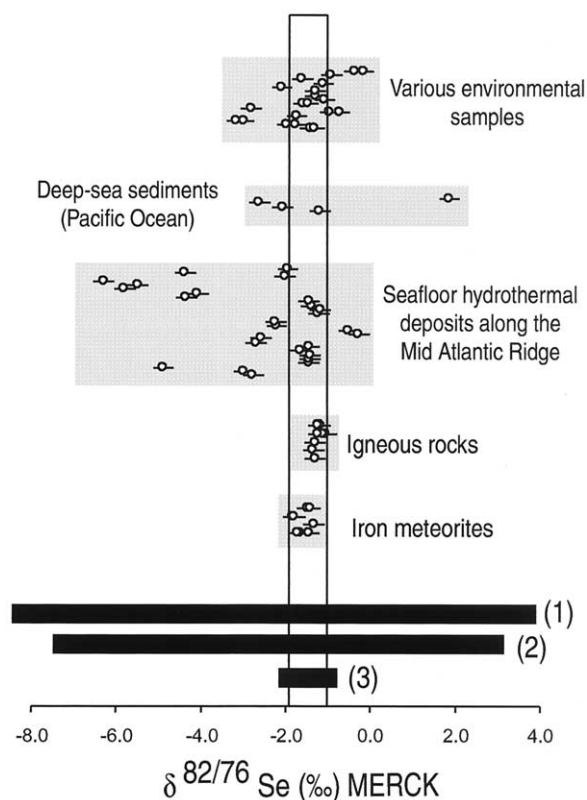 Various environmental
samples
Deep-sea sediments
(Pacific Ocean)
Seafloor hydrothermal
deposits along the
Mid Atlantic Ridge
Igneous rocks
Iron meteorites
(1)
(2)
(3)
-8.0 -6.0 -4.0 -2.0 0.0 2.0 4.0
δ 82/76 Se (‰) MERCK